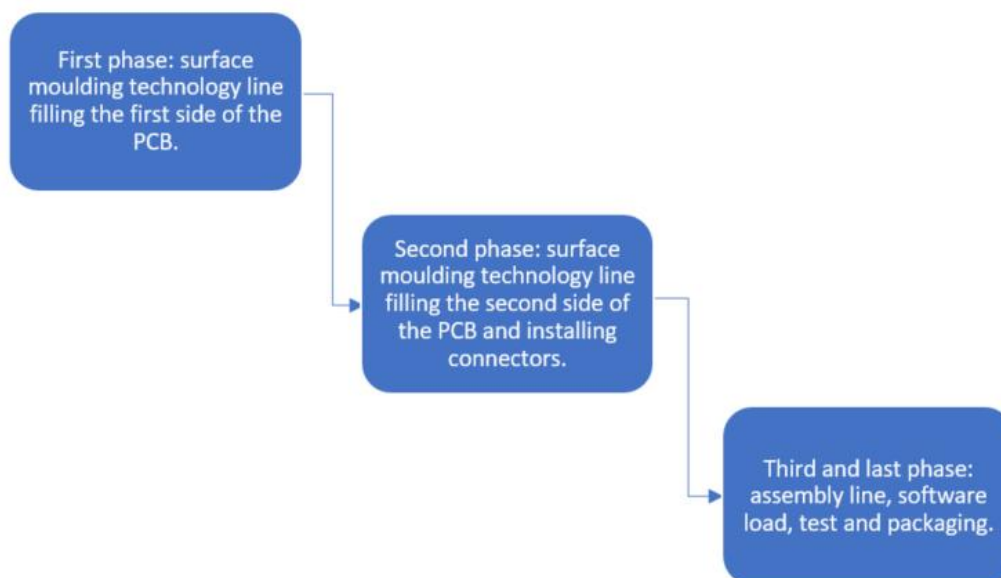 First phase: surface
moulding technology line
filling the first side of the
PCB.
Second phase: surface
moulding technology line
filling the second side of
the PCB and installing
connectors.
Third and last phase:
assembly line, software
load, test and packaging.